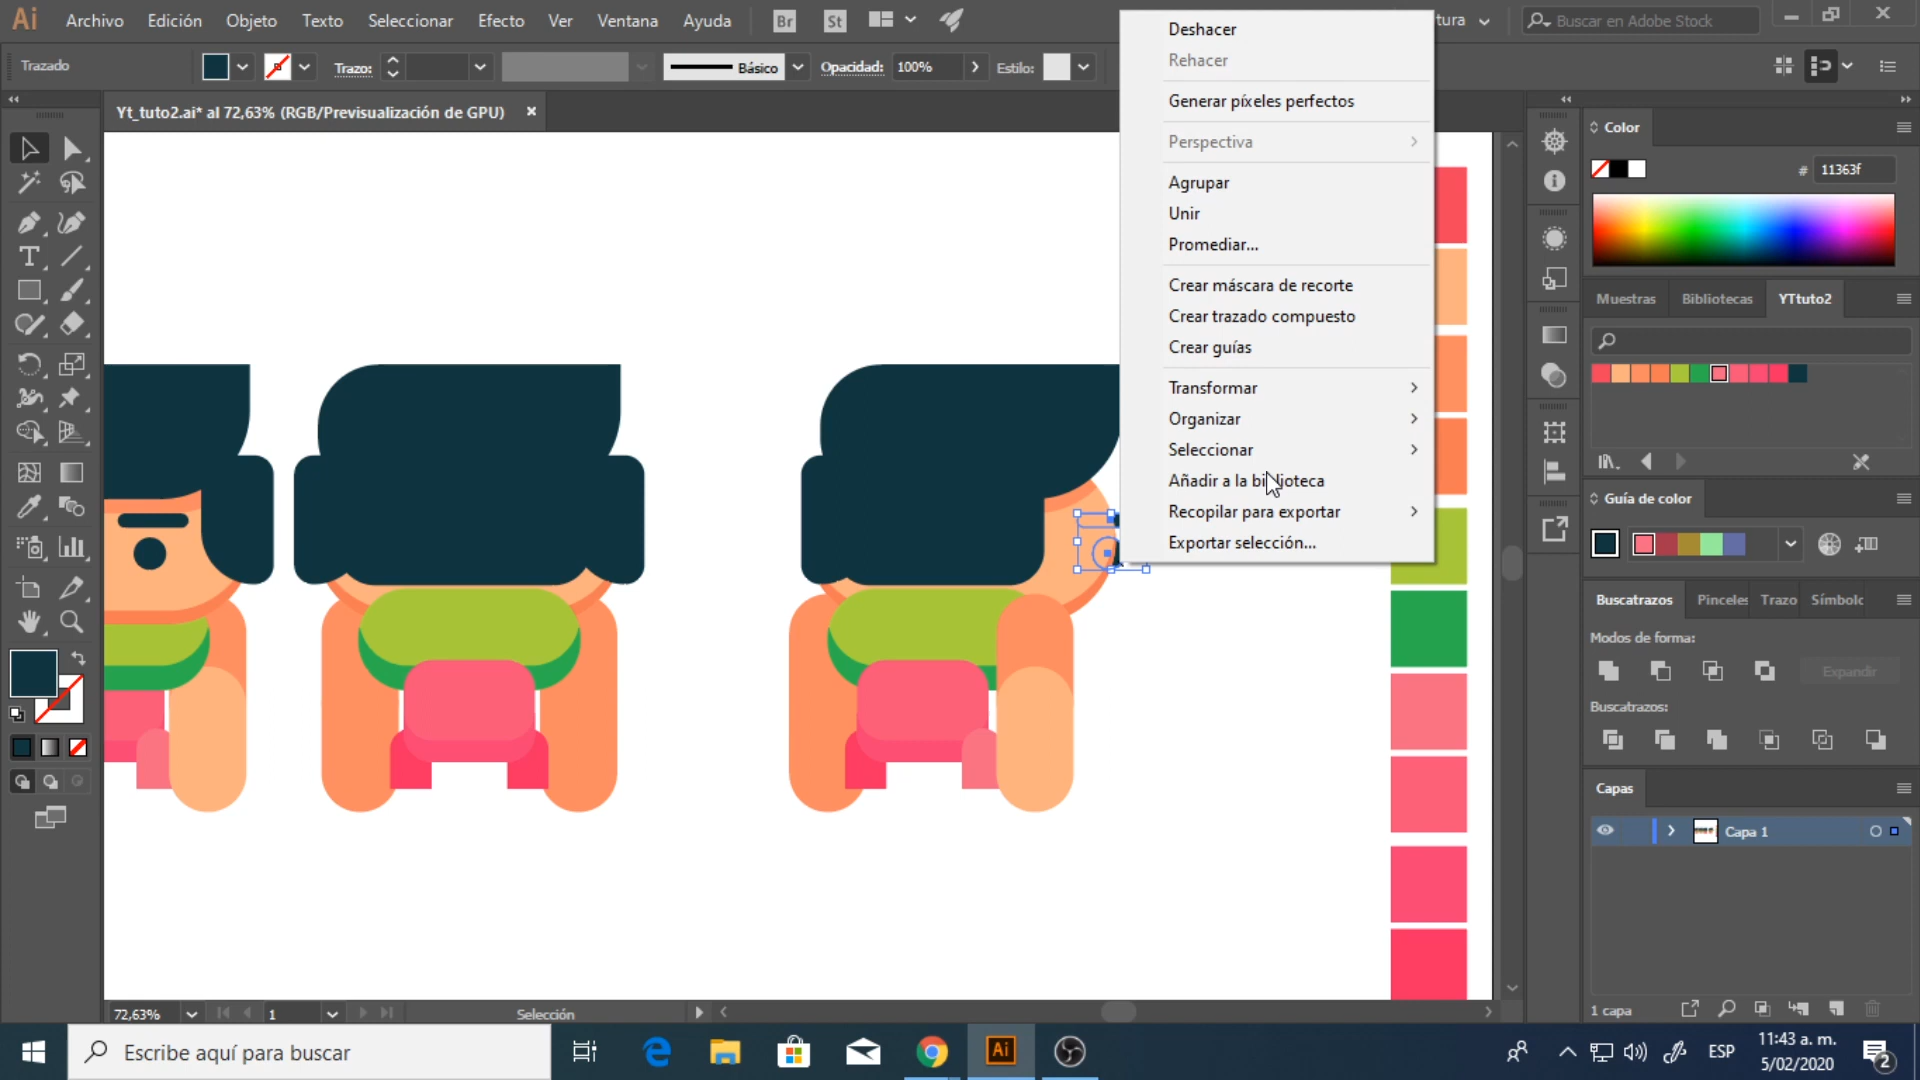 Ai Archivo Edición Objeto Texto Seleccionar Efecto Ver Ventana Ayuda Br St tura Buscar en Adobe Stock
Trazado Trazo: Básico Opacidad: 100% Estilo:
Yt_tuto2.ai* al 72,63% (RGB/Previsualización de GPU)
Deshacer
Rehacer
Generar píxeles perfectos
Perspectiva
Agrupar
Unir
Promediar...
Crear máscara de recorte
Crear trazado compuesto
Crear guías
Transformar
Organizar
Seleccionar
Añadir a la biblioteca
Recopilar para exportar
Exportar selección...
Color
# 11363f
Muestras Bibliotecas YTtuto2
Guía de color
Buscatrazos Pinceles Trazo Símbolc
Modos de forma:
Expandir
Buscatrazos:
Capas
Capa 1
1 capa
72,63% 1 Selección
Escribe aquí para buscar
Ai
ESP
11:43 a. m.
5/02/2020
2